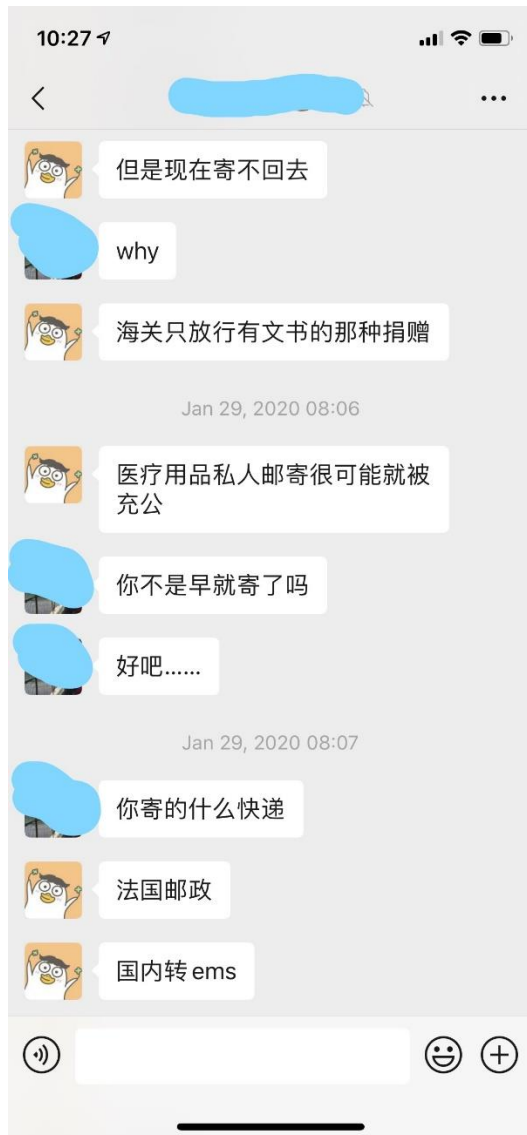 10:27
但是现在寄不回去
why
海关只放行有文书的那种捐赠
Jan 29, 2020 08:06
医疗用品私人邮寄很可能就被
充公
你不是早就寄了吗
好吧......
Jan 29, 2020 08:07
你寄的什么快递
法国邮政
国内转ems